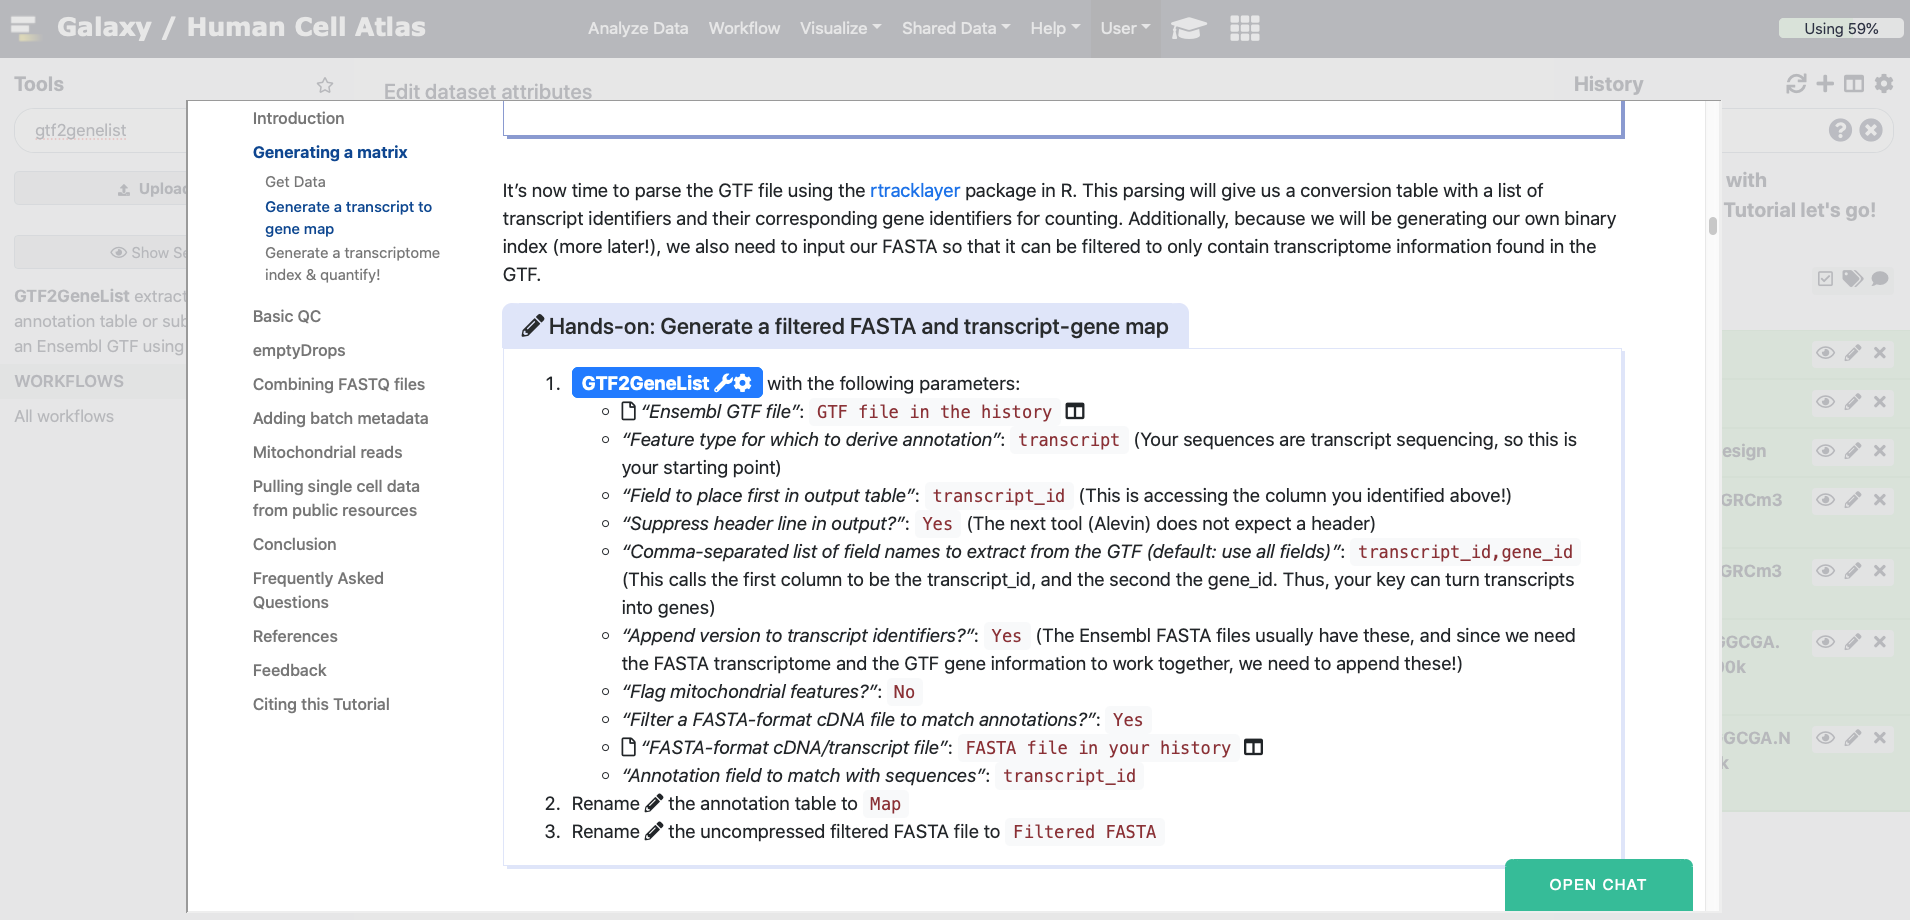 Galaxy / Human Cell Atlas
Analyze Data Workflow Visualize Shared Data Help User
Using 59%
Tools
gtf2genelist
Uploa
Show Se
GTF2GeneList extract
annotation table or sub
an Ensembl GTF using
WORKFLOWS
All workflows
Edit dataset attributes
History
with
Tutorial let's go!
esign
GRCm3
GRCm3
GGCGA.
00k
GGCGA.N
k
Introduction
Generating a matrix
Get Data
Generate a transcript to
gene map
Generate a transcriptome
index & quantify!
Basic QC
emptyDrops
Combining FASTQ files
Adding batch metadata
Mitochondrial reads
Pulling single cell data
from public resources
Conclusion
Frequently Asked
Questions
References
Feedback
Citing this Tutorial
It’s now time to parse the GTF file using the rtracklayer package in R. This parsing will give us a conversion table with a list of
transcript identifiers and their corresponding gene identifiers for counting. Additionally, because we will be generating our own binary
index (more later!), we also need to input our FASTA so that it can be filtered to only contain transcriptome information found in the
GTF.
Hands-on: Generate a filtered FASTA and transcript-gene map
1. GTF2GeneList with the following parameters:
“Ensembl GTF file”: GTF file in the history
“Feature type for which to derive annotation”: transcript (Your sequences are transcript sequencing, so this is
your starting point)
“Field to place first in output table”: transcript_id (This is accessing the column you identified above!)
“Suppress header line in output?”: Yes (The next tool (Alevin) does not expect a header)
“Comma-separated list of field names to extract from the GTF (default: use all fields)”: transcript_id,gene_id
(This calls the first column to be the transcript_id, and the second the gene_id. Thus, your key can turn transcripts
into genes)
“Append version to transcript identifiers?”: Yes (The Ensembl FASTA files usually have these, and since we need
the FASTA transcriptome and the GTF gene information to work together, we need to append these!)
“Flag mitochondrial features?”: No
“Filter a FASTA-format cDNA file to match annotations?”: Yes
“FASTA-format cDNA/transcript file”: FASTA file in your history
“Annotation field to match with sequences”: transcript_id
2. Rename the annotation table to Map
3. Rename the uncompressed filtered FASTA file to Filtered FASTA
OPEN CHAT